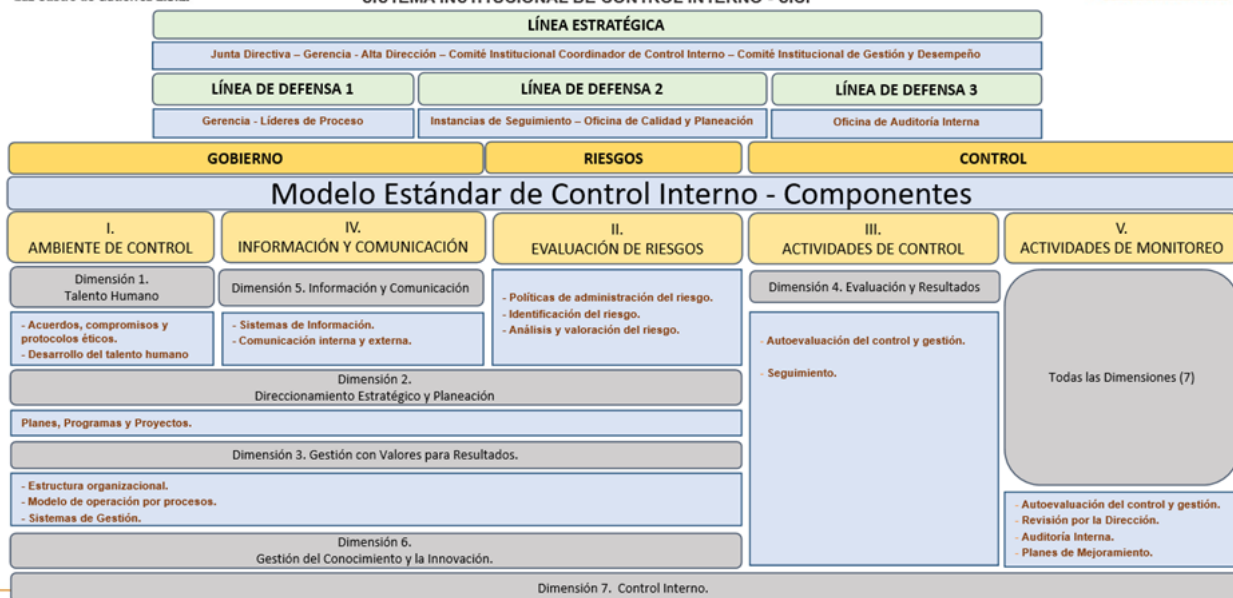 SISTEMA INSTITUCIONAL DE CONTROL INTERNO - SICI
LÍNEA ESTRATÉGICA
Junta Directiva – Gerencia - Alta Dirección – Comité Institucional Coordinador de Control Interno – Comité Institucional de Gestión y Desempeño
LÍNEA DE DEFENSA 1
LÍNEA DE DEFENSA 2
LÍNEA DE DEFENSA 3
Gerencia - Líderes de Proceso
Instancias de Seguimiento – Oficina de Calidad y Planeación
Oficina de Auditoría Interna
GOBIERNO
RIESGOS
CONTROL
Modelo Estándar de Control Interno - Componentes
I.
AMBIENTE DE CONTROL
IV.
INFORMACIÓN Y COMUNICACIÓN
II.
EVALUACIÓN DE RIESGOS
III.
ACTIVIDADES DE CONTROL
V.
ACTIVIDADES DE MONITOREO
Dimensión 1.
Talento Humano
Dimensión 5. Información y Comunicación
- Políticas de administración del riesgo.
- Identificación del riesgo.
- Análisis y valoración del riesgo.
Dimensión 4. Evaluación y Resultados
- Acuerdos, compromisos y
protocolos éticos.
- Desarrollo del talento humano
- Sistemas de Información.
- Comunicación interna y externa.
- Autoevaluación del control y gestión.
- Seguimiento.
Todas las Dimensiones (7)
Dimensión 2.
Direccionamiento Estratégico y Planeación
Planes, Programas y Proyectos.
Dimensión 3. Gestión con Valores para Resultados.
- Estructura organizacional.
- Modelo de operación por procesos.
- Sistemas de Gestión.
- Autoevaluación del control y gestión.
- Revisión por la Dirección.
- Auditoría Interna.
- Planes de Mejoramiento.
Dimensión 6.
Gestión del Conocimiento y la Innovación.
Dimensión 7. Control Interno.